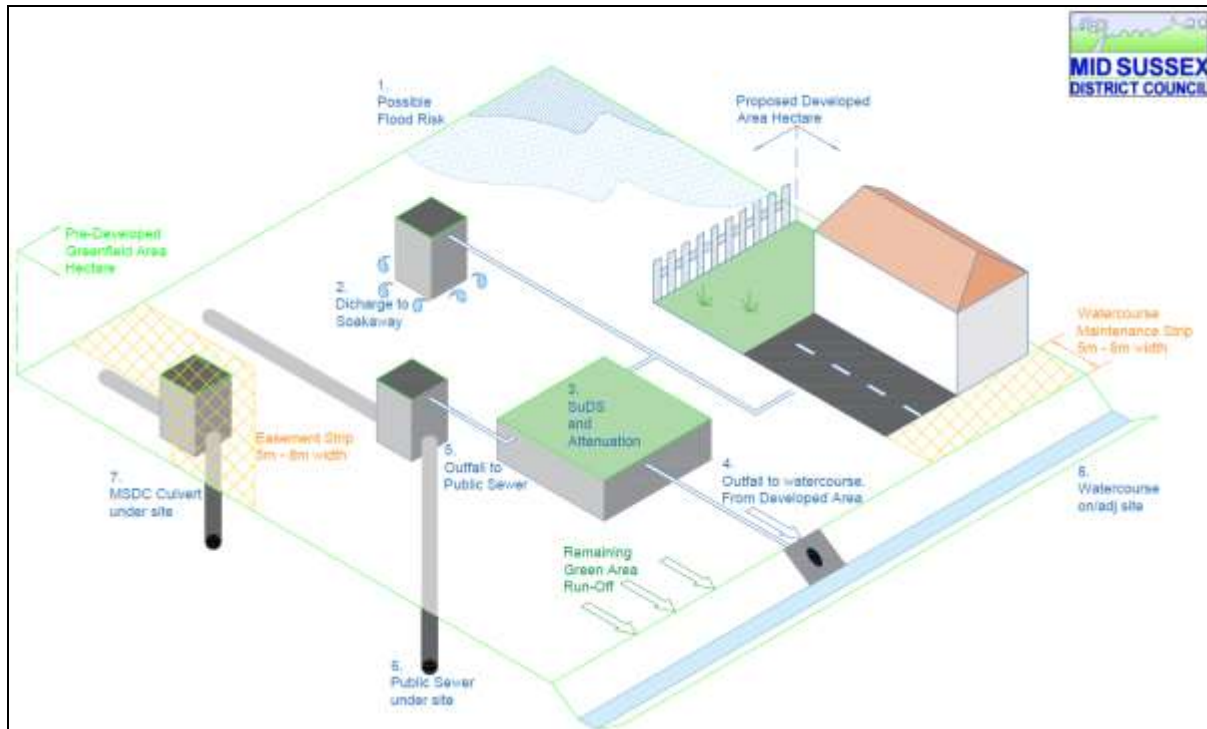 MID SUSSEX
DISTRICT COUNCIL
1.
Possible
Flood Risk
Proposed Developed
Area Hectare
Pre-Developed
Greenfield Area
Hectare
2.
Dicharge to
Soakaway
Watercourse
Maintenance Strip
5m - 8m width
3.
SuDS
and
Attenuation
Easement Strip
5m - 8m width
5.
Outfall to
Public Sewer
4.
Outfall to watercourse.
From Developed Area
8.
Watercourse
on/adj site
7.
MSDC Culvert
under site
Remaining
Green Area
Run-Off
6.
Public Sewer
under site